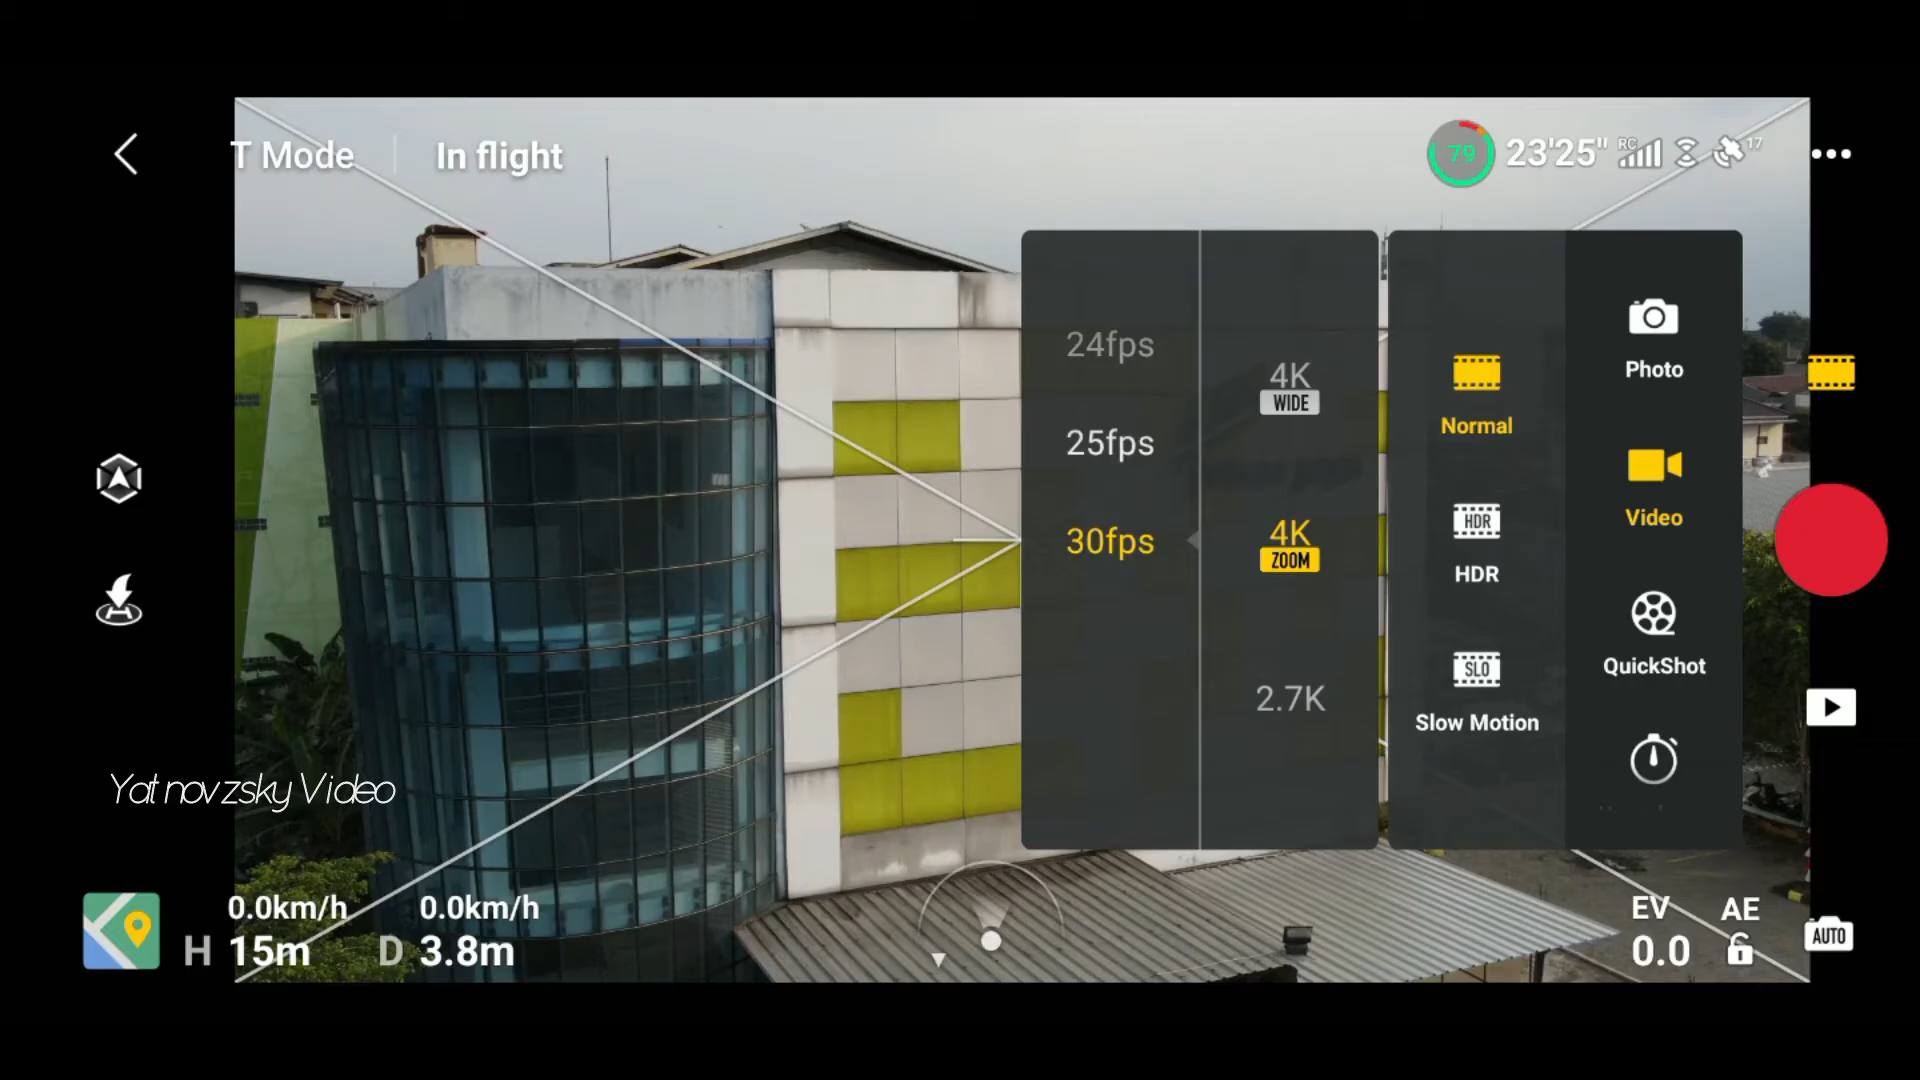 T Mode
In flight
79
23'25"
RC
17
24fps
25fps
30fps
4K
WIDE
4K
ZOOM
2.7K
Normal
HDR
HDR
SLO
Slow Motion
Photo
Video
QuickShot
Yatnovzsky Video
0.0km/h
0.0km/h
H 15m
D 3.8m
EV
0.0
AE
AUTO